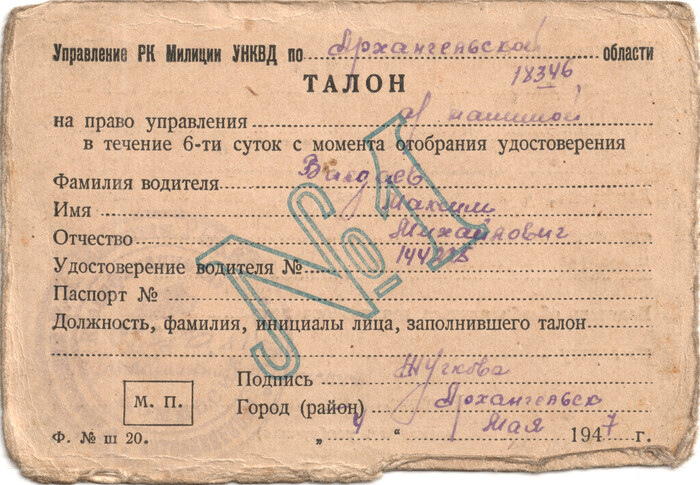 Управление РК Милиции УНКВД по Архангельской области
ТАЛОН
18346
на право управления а/машиной
в течение 6-ти суток с момента отобрания удостоверения
Фамилия водителя
Имя Максим
Отчество Михайлович
Удостоверение водителя №
Паспорт №
Должность, фамилия, инициалы лица, заполнившего талон
№1
Подпись Жучкова
М. П.
Город (район) Архангельск
Ф. № ш 20. „ 4 “ Мая 1947 г.